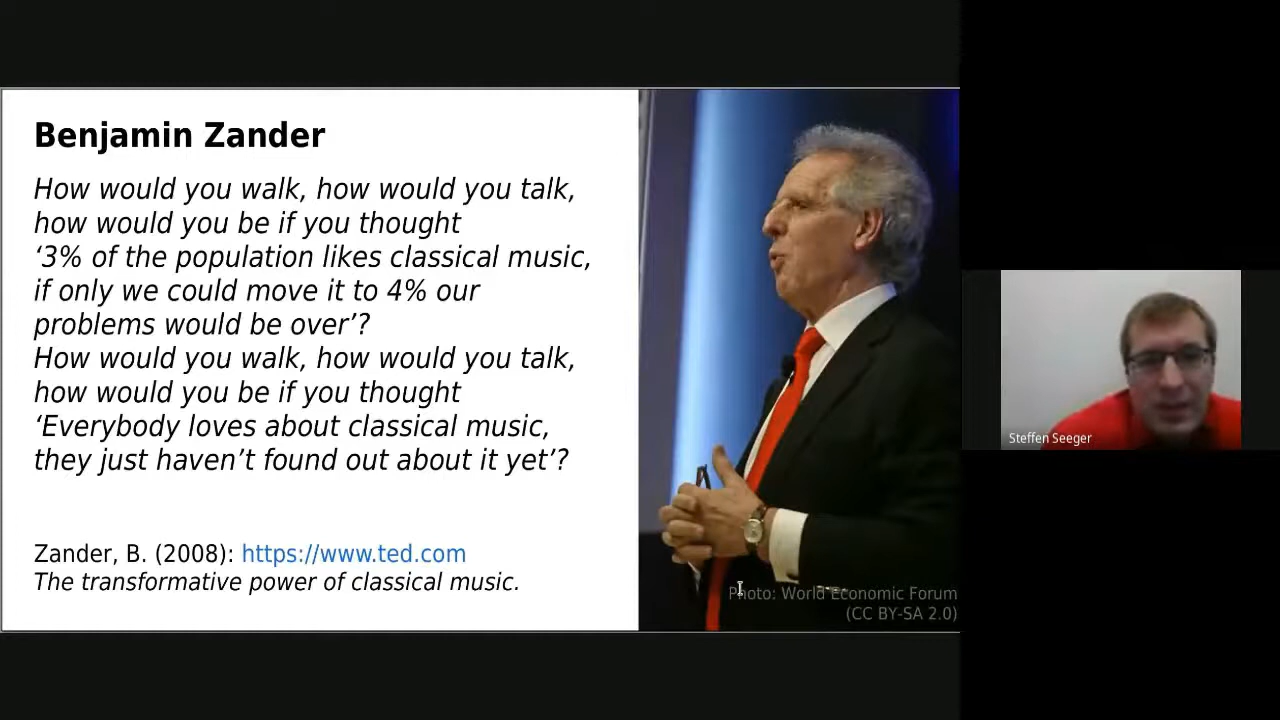 Benjamin Zander
How would you walk, how would you talk,
how would you be if you thought
‘3% of the population likes classical music,
if only we could move it to 4% our
problems would be over’?
How would you walk, how would you talk,
how would you be if you thought
‘Everybody loves about classical music,
they just haven’t found out about it yet’?
Zander, B. (2008): https://www.ted.com
The transformative power of classical music.
Photo: World Economic Forum
(CC BY-SA 2.0)
Steffen Seeger